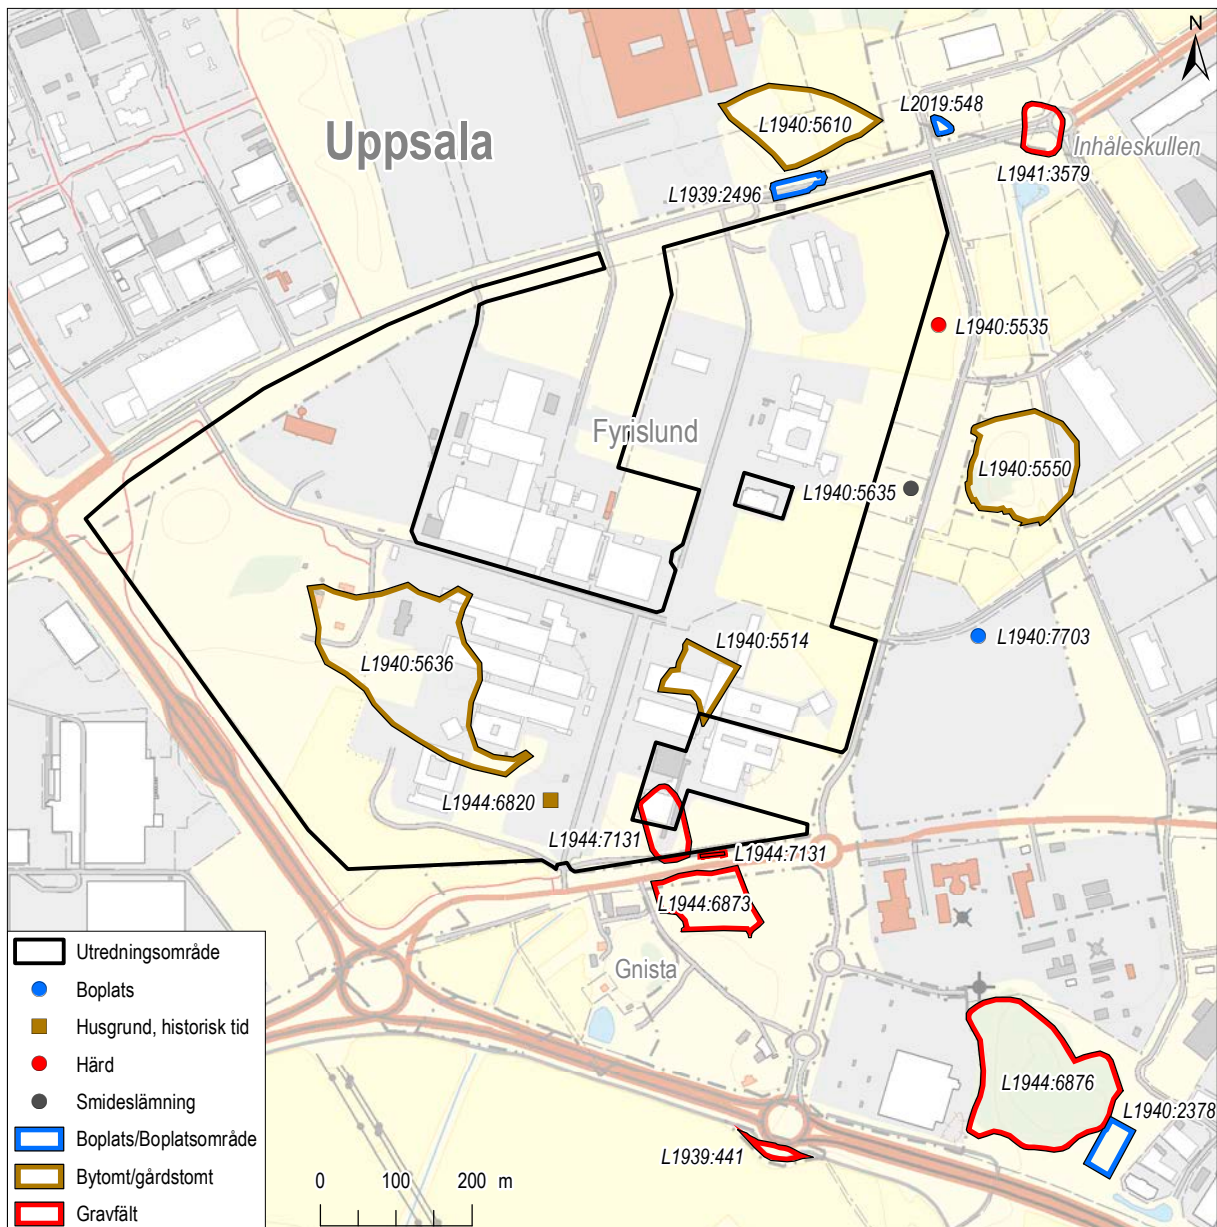 N
L2019:548
L1940:5610
Uppsala
Inhåleskullen
L1941:3579
L1939:2496
L1940:5535
Fyrislund
L1940:5550
L1940:5635
L1940:7703
L1940:5514
L1940:5636
L1944:6820
L1944:7131
L1944:7131
L1944:6873
Gnista
L1944:6876
L1940:2378
L1939:441
Utredningsområde
Boplats
Husgrund, historisk tid
Härd
Smideslämning
Boplats/Boplatsområde
Bytomt/gårdstomt
Gravfält
0 100 200 m